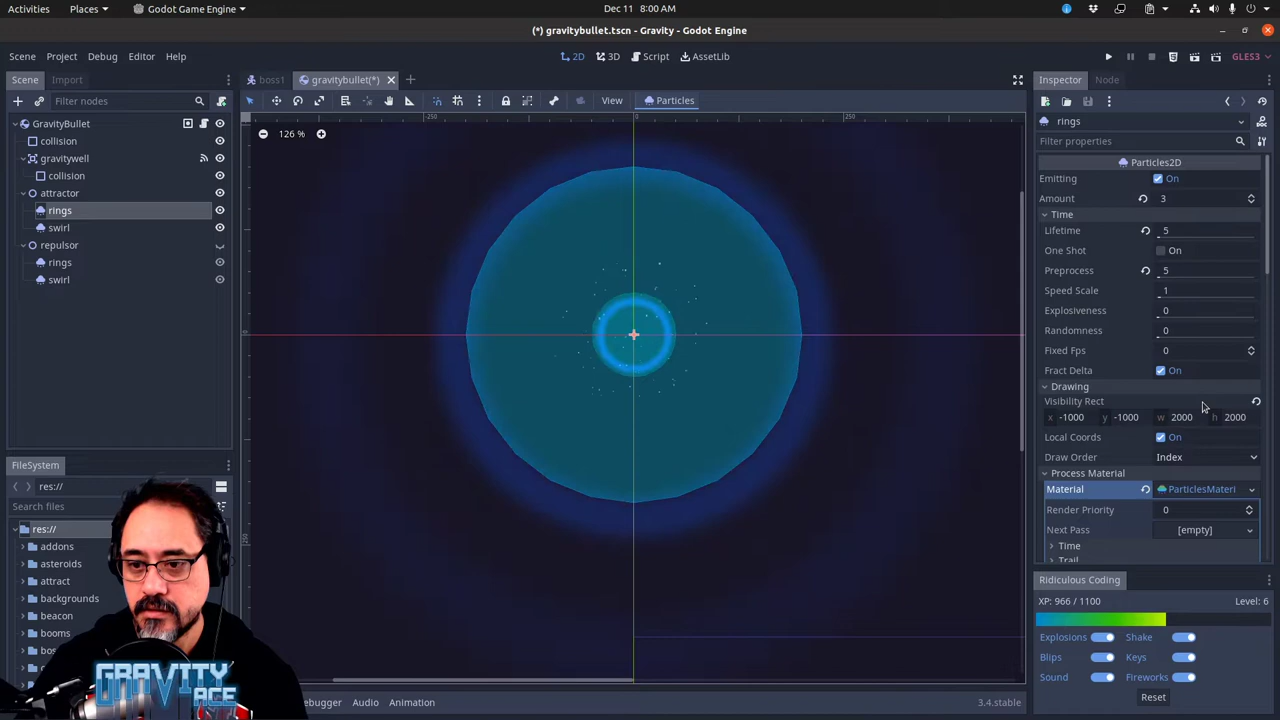 Activities
Places
Godot Game Engine
Dec 11 8:00 AM
(*) gravitybullet.tscn - Gravity - Godot Engine
Scene Project Debug Editor Help
2D 3D Script AssetLib
GLES3
Scene Import
boss1 gravitybullet(*)
Inspector Node
Filter nodes
View
Particles
GravityBullet
collision
gravitywell
collision
attractor
rings
swirl
repulsor
rings
swirl
126 %
-250
0
250
0
250
FileSystem
res://
Search files
res://
addons
asteroids
attract
backgrounds
beacon
booms
GRAVITY
ACE
Audio
Animation
3.4.stable
rings
Filter properties
Particles2D
Emitting On
Amount 3
Time
Lifetime 5
One Shot On
Preprocess 5
Speed Scale 1
Explosiveness 0
Randomness 0
Fixed Fps 0
Fract Delta On
Drawing
Visibility Rect
x -1000 y -1000 w 2000 h 2000
Local Coords On
Draw Order Index
Process Material
Material ParticlesMateri
Render Priority 0
Next Pass [empty]
Time
Trail
Ridiculous Coding
XP: 966 / 1100 Level: 6
Explosions Shake
Blips Keys
Sound Fireworks
Reset